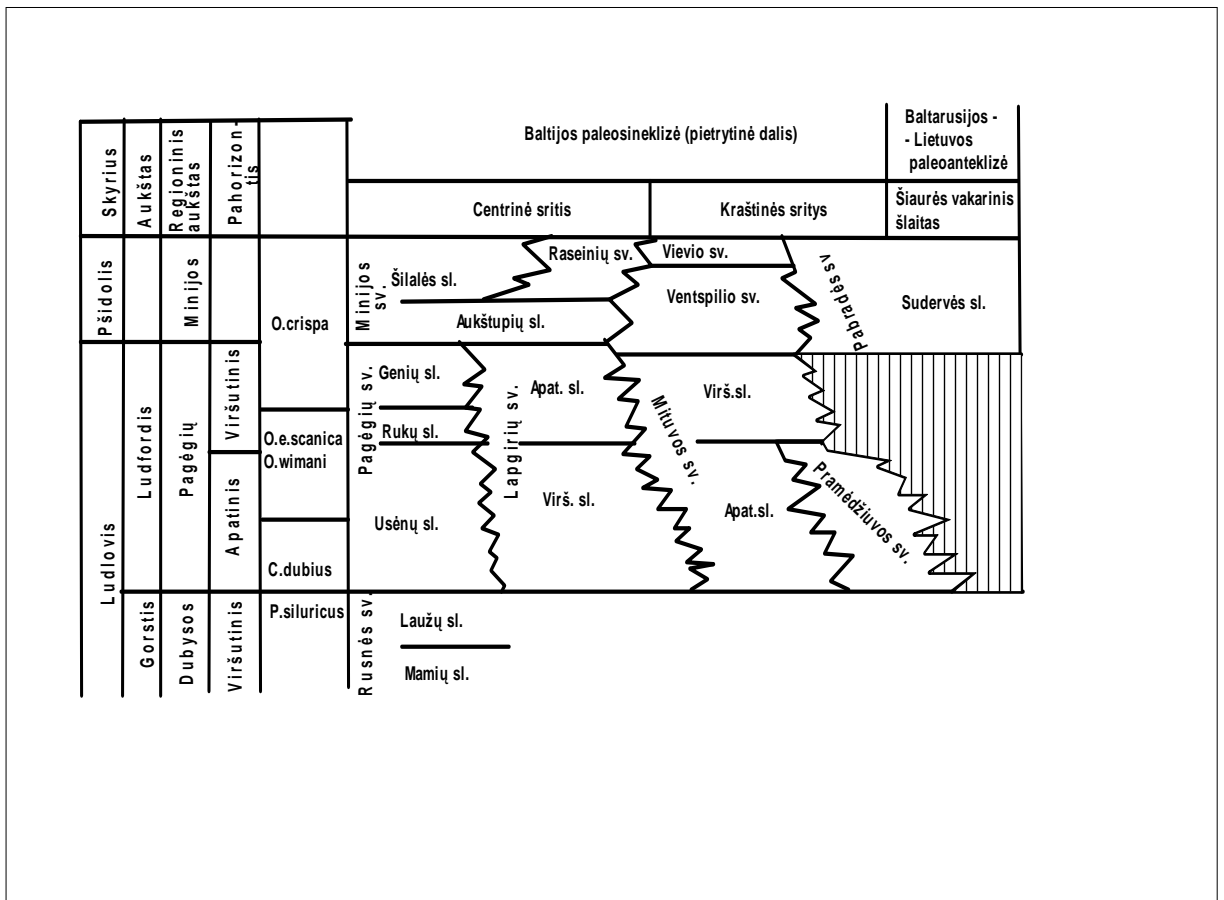 Skyrius
Aukštas
Regioninis
aukštas
Pahorizon-
tis
Baltijos paleosineklizė (pietrytinė dalis)
Baltarusijos -
- Lietuvos
paleoanteklizė
Centrinė sritis
Kraštinės sritys
Šiaurės vakarinis
šlaitas
Pšidolis
Minijos
O.crispa
Minijos
sv.
Šilalės sl.
Raseinių sv.
Vievio sv.
Aukštupių sl.
Ventspilio sv.
Pabradės sv
Sudervės sl.
Ludlovis
Ludfordis
Pagėgių
Viršutinis
Apatinis
O.e.scanica
O.wimani
C.dubius
Pagėgių sv.
Genių sl.
Rukų sl.
Usėnų sl.
Lapgirių sv.
Apat. sl.
Virš. sl.
Mituvos sv.
Virš.sl.
Apat.sl.
Pramėdžiuvos sv.
Gorstis
Dubysos
Viršutinis
P.siluricus
Rusnės sv.
Laužų sl.
Mamių sl.